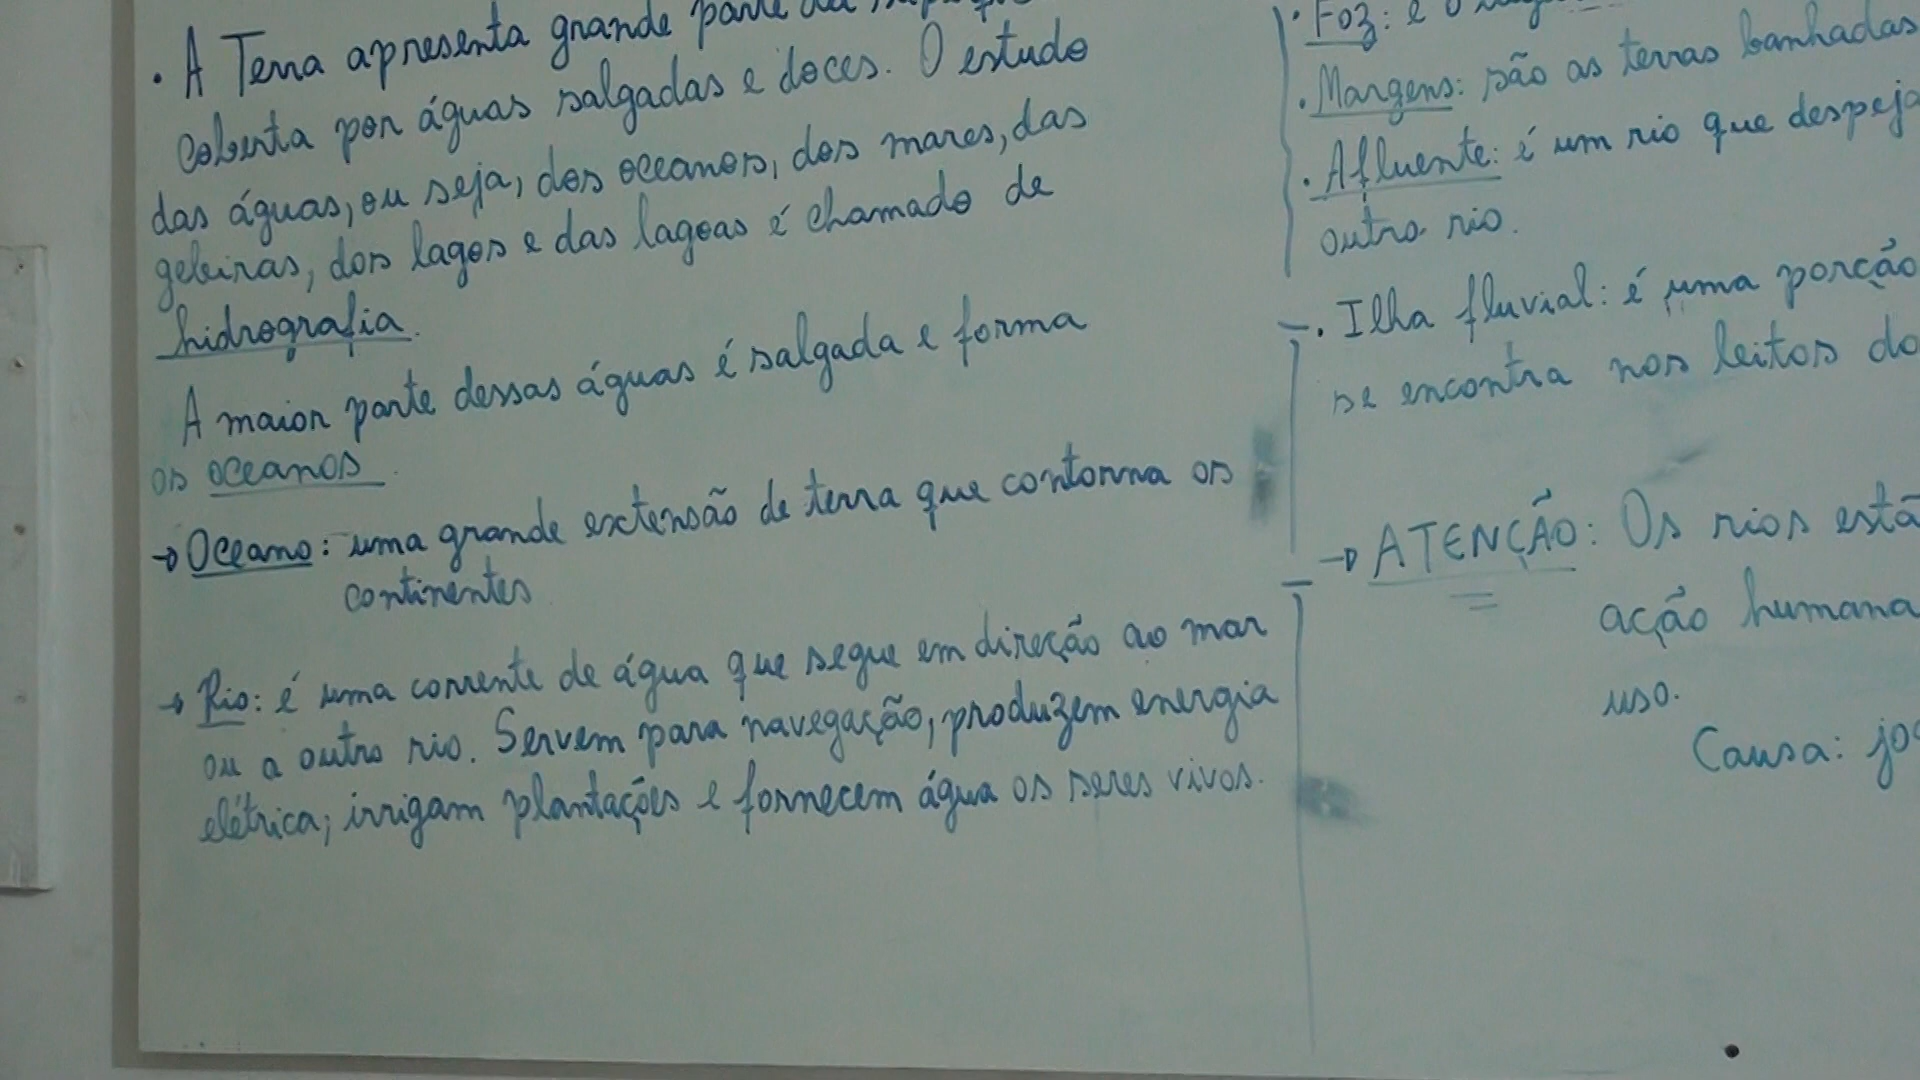 . A Terra apresenta grande parte da
coberta por águas salgadas e doces. O estudo
das águas, ou seja, dos oceanos, dos mares, das
geleiras, dos lagos e das lagoas é chamado de
hidrografia.
A maior parte dessas águas é salgada e forma
os oceanos.
→ Oceano: uma grande extensão de terra que contorna os
continentes
→ Rio: é uma corrente de água que segue em direção ao mar
ou a outro rio. Servem para navegação, produzem energia
elétrica; irrigam plantações e fornecem água os seres vivos.
. Foz: é o
. Margens: são as terras banhadas
. Afluente: é um rio que despeja
outro rio.
. Ilha fluvial: é uma porção
se encontra nos leitos do
→ ATENÇÃO: Os rios estã
ação humana
uso.
Causa: jo